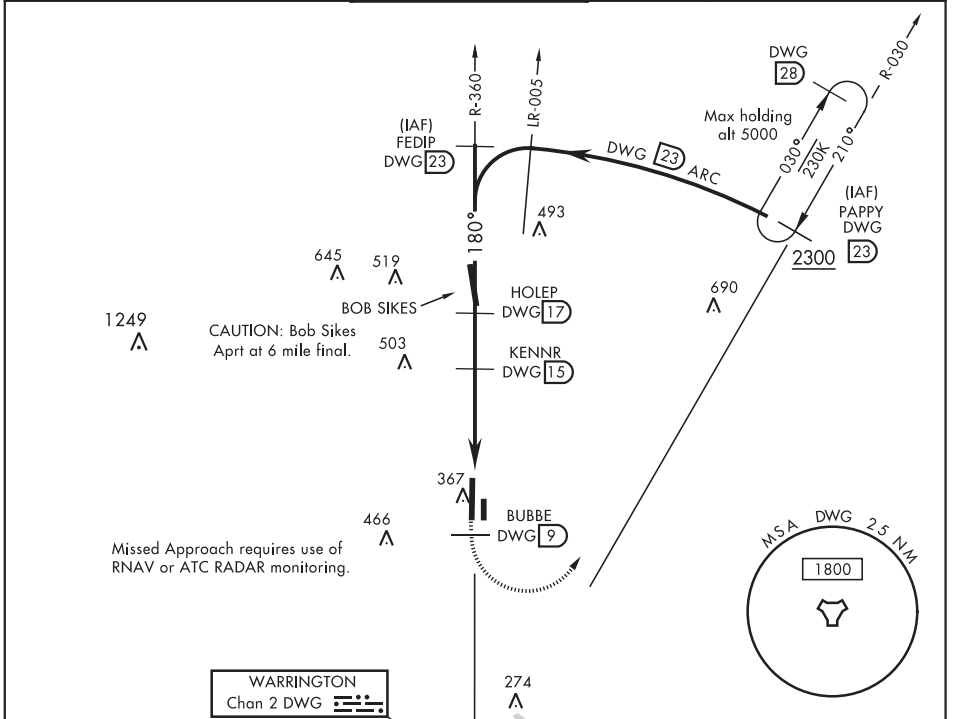 R-360
LR-005
R-030
DWG
28
Max holding
alt 5000
030°
230K
210°
(IAF)
FEDIP
DWG 23
DWG 23 ARC
(IAF)
PAPPY
DWG
23
2300
180°
493
645
519
690
BOB SIKES
HOLEP
DWG 17
1249
CAUTION: Bob Sikes
Aprt at 6 mile final.
503
KENNR
DWG 15
367
466
BUBBE
DWG 9
Missed Approach requires use of
RNAV or ATC RADAR monitoring.
MSA DWG 25 NM
1800
WARRINGTON
Chan 2 DWG
274